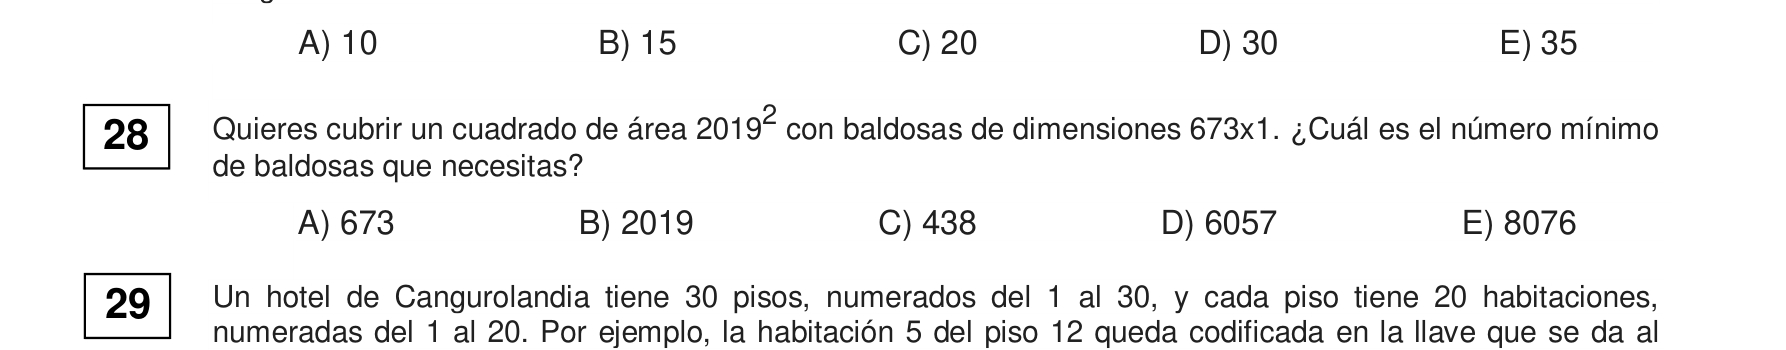 A) 10 B) 15 C) 20 D) 30 E) 35
28 Quieres cubrir un cuadrado de área 2019² con baldosas de dimensiones 673x1. ¿Cuál es el número mínimo
de baldosas que necesitas?
A) 673 B) 2019 C) 438 D) 6057 E) 8076
29 Un hotel de Cangurolandia tiene 30 pisos, numerados del 1 al 30, y cada piso tiene 20 habitaciones,
numeradas del 1 al 20. Por ejemplo, la habitación 5 del piso 12 queda codificada en la llave que se da al